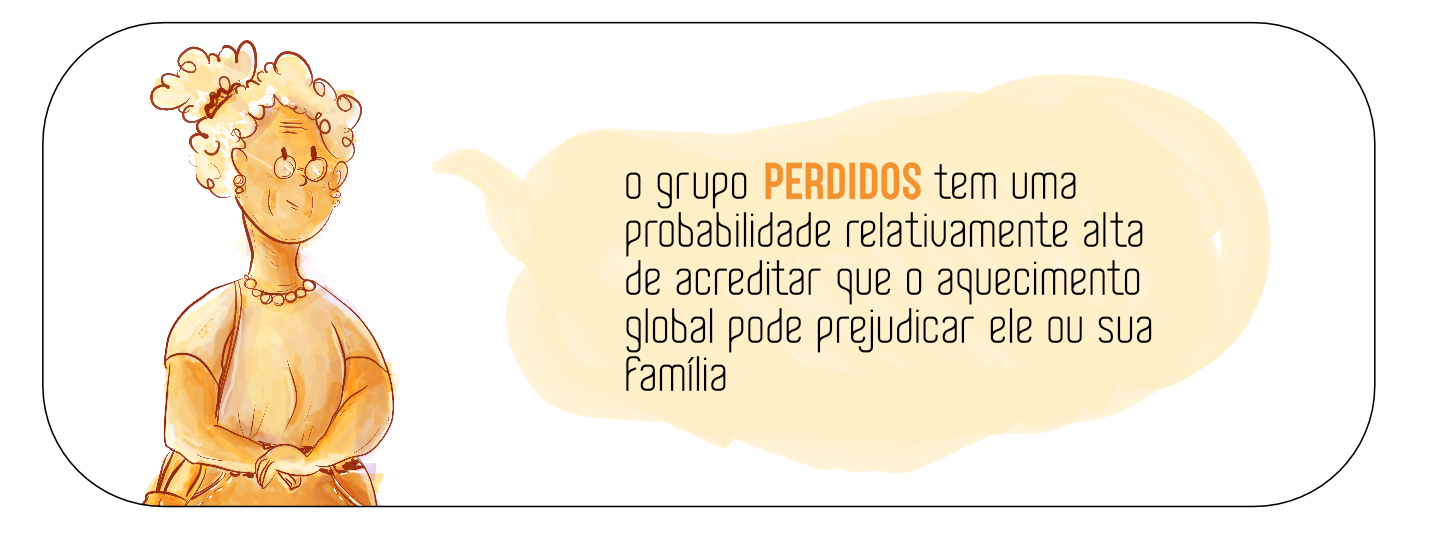 o grupo PERDIDOS tem uma
probabilidade relativamente alta
de acreditar que o aquecimento
global pode prejudicar ele ou sua
família